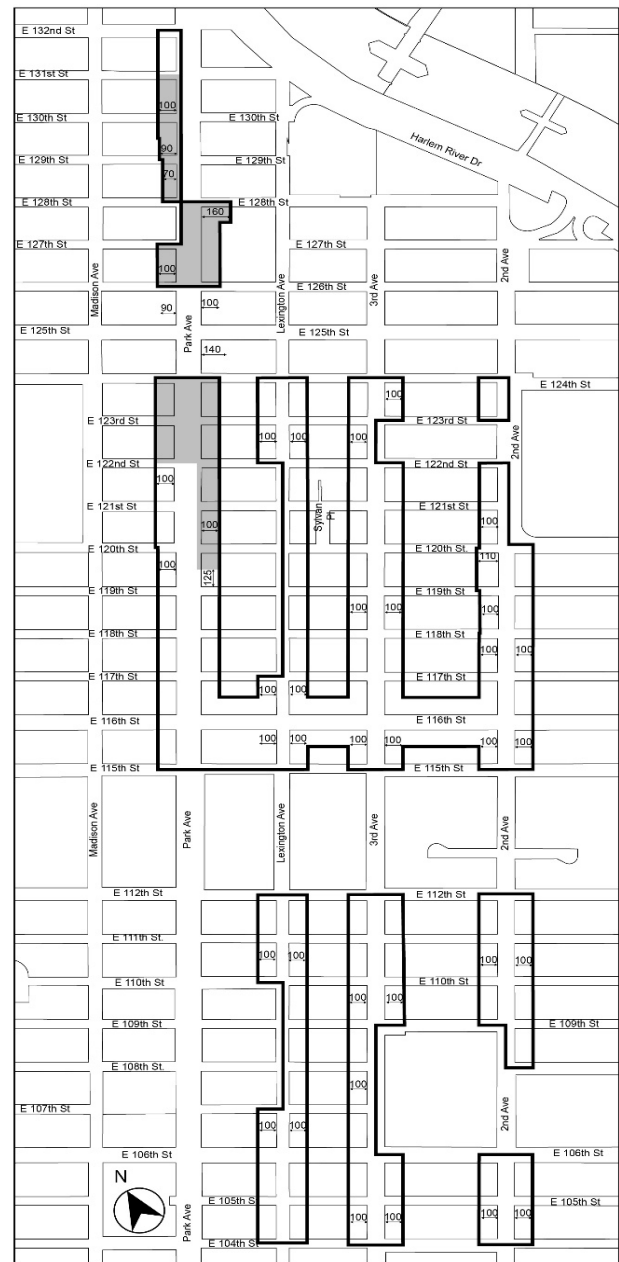 E 132nd St
E 131st St
100
E 130th St
E 130th St
90
E 129th St
E 129th St
Harlem River Dr
70
E 128th St
E 128th St
160
E 127th St
E 127th St
Madison Ave
Park Ave
Lexington Ave
3rd Ave
2nd Ave
100
E 126th St
90
100
E 125th St
E 125th St
140
E 124th St
100
E 123rd St
E 123rd St
100
100
100
2nd Ave
E 122nd St
E 122nd St
100
Sylvan Pl
E 121st St
E 121st St
100
100
E 120th St
E 120th St.
100
125
110
E 119th St
E 119th St
100
100
100
E 118th St
E 118th St
100
100
E 117th St
E 117th St
100
100
E 116th St
E 116th St
100
100
100
100
100
100
E 115th St
E 115th St
Madison Ave
Park Ave
Lexington Ave
3rd Ave
2nd Ave
E 112th St
E 112th St
E 111th St.
100
100
100
100
E 110th St
E 110th St
100
100
E 109th St
E 109th St
E 108th St.
100
E 107th St
2nd Ave
100
100
E 106th St
E 106th St
N
E 105th St
E 105th St
Park Ave
100
100
100
100
E 104th St